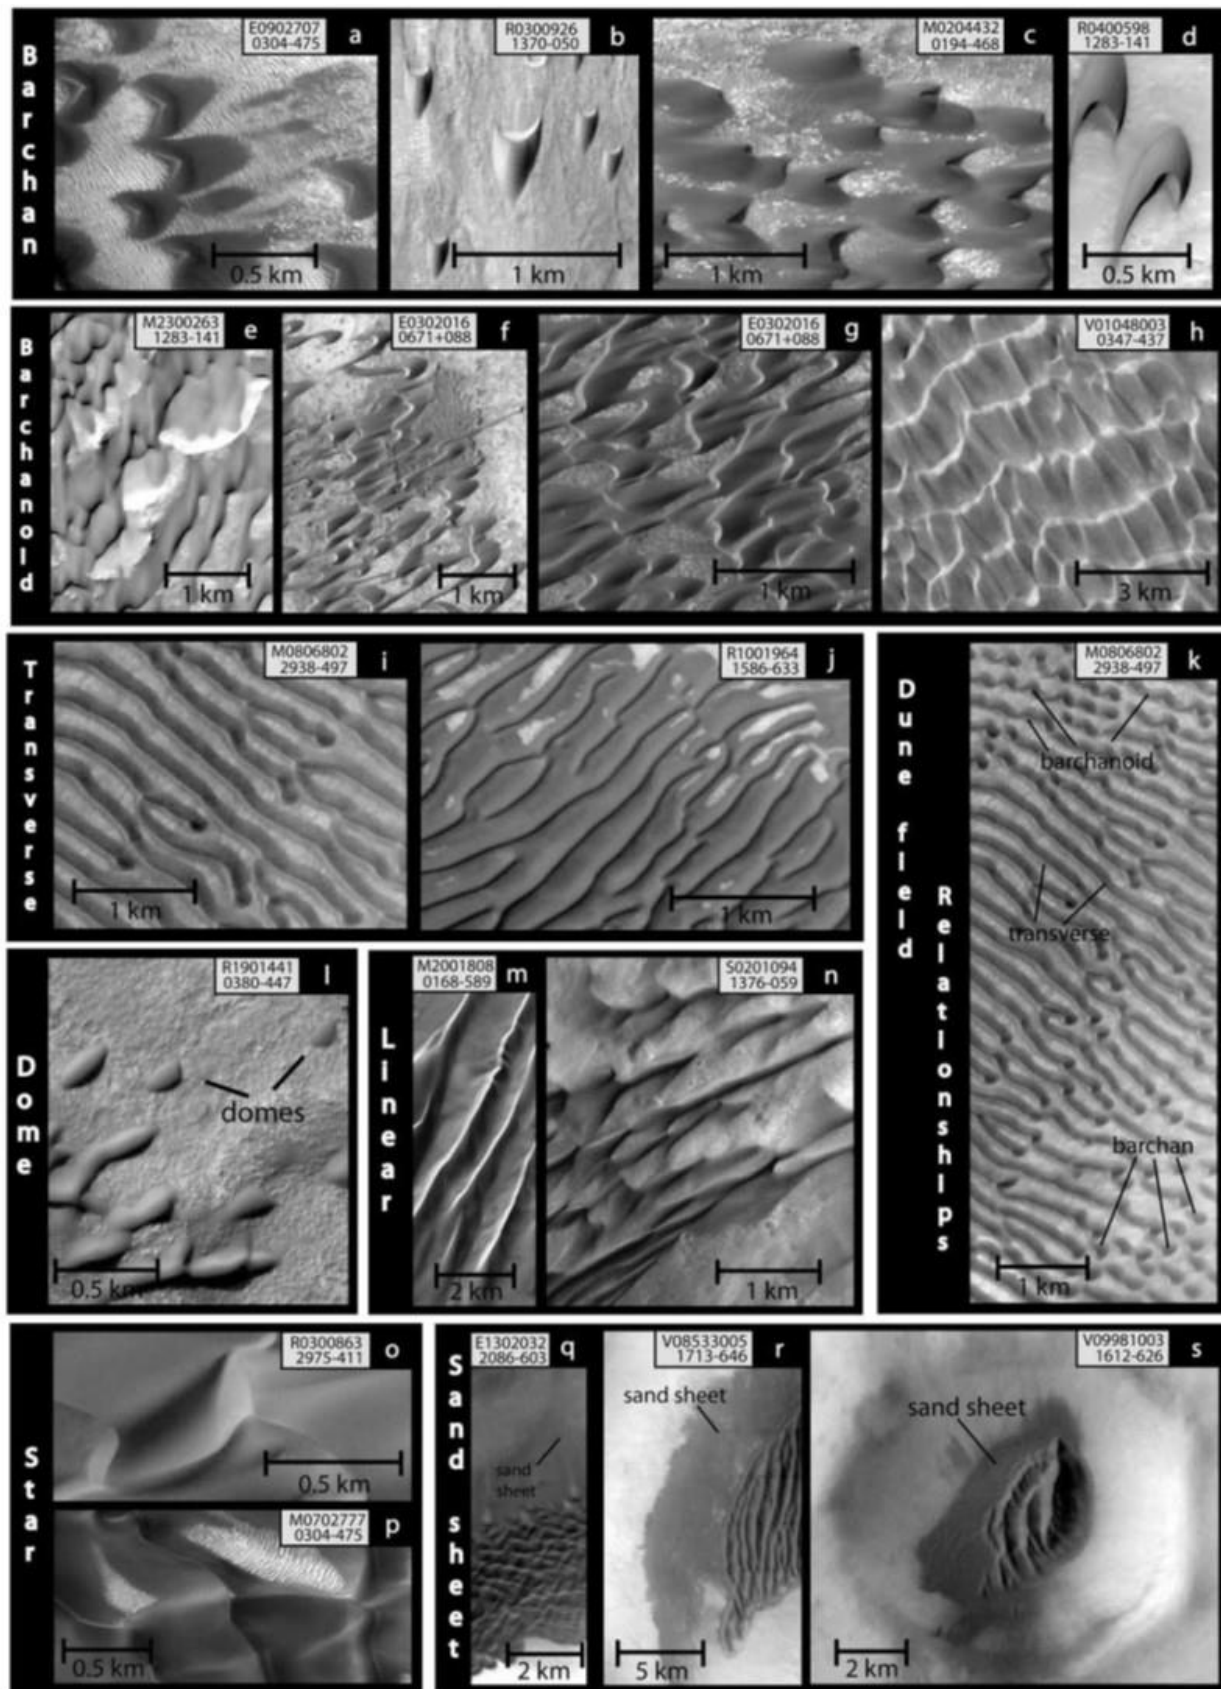 Barchan
E0902707
0304-475
a
0.5 km
R0300926
1370-050
b
1 km
M0204432
0194-468
c
1 km
R0400598
1283-141
d
0.5 km
Barchanoid
M2300263
1283-141
e
1 km
E0302016
0671+088
f
1 km
E0302016
0671+088
g
1 km
V01048003
0347-437
h
3 km
Transverse
M0806802
2938-497
i
1 km
R1001964
1586-633
j
1 km
Dune field
Relationships
M0806802
2938-497
k
barchanoid
transverse
barchan
1 km
Dome
R1901441
0380-447
l
domes
0.5 km
Linear
M2001808
0168-589
m
2 km
S0201094
1376-059
n
1 km
Star
R0300863
2975-411
o
0.5 km
M0702777
0304-475
p
0.5 km
Sand sheet
E1302032
2086-603
q
sand
sheet
2 km
V08533005
1713-646
r
sand sheet
5 km
V09981003
1612-626
s
sand sheet
2 km